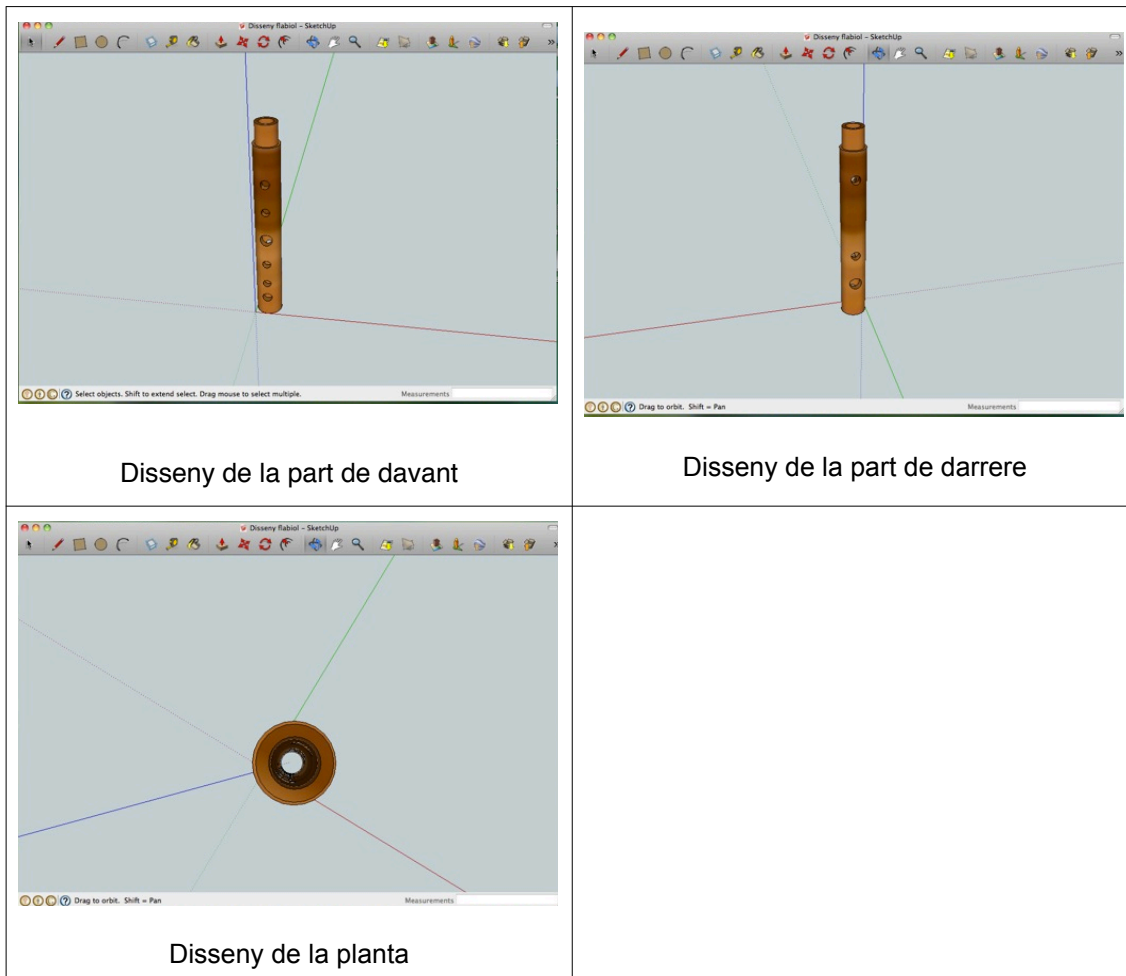 Disseny flabiol – SketchUp
Select objects. Shift to extend select. Drag mouse to select multiple.
Measurements
Disseny de la part de davant
Disseny flabiol – SketchUp
Drag to orbit. Shift = Pan
Measurements
Disseny de la part de darrere
Disseny flabiol – SketchUp
Drag to orbit. Shift = Pan
Measurements
Disseny de la planta